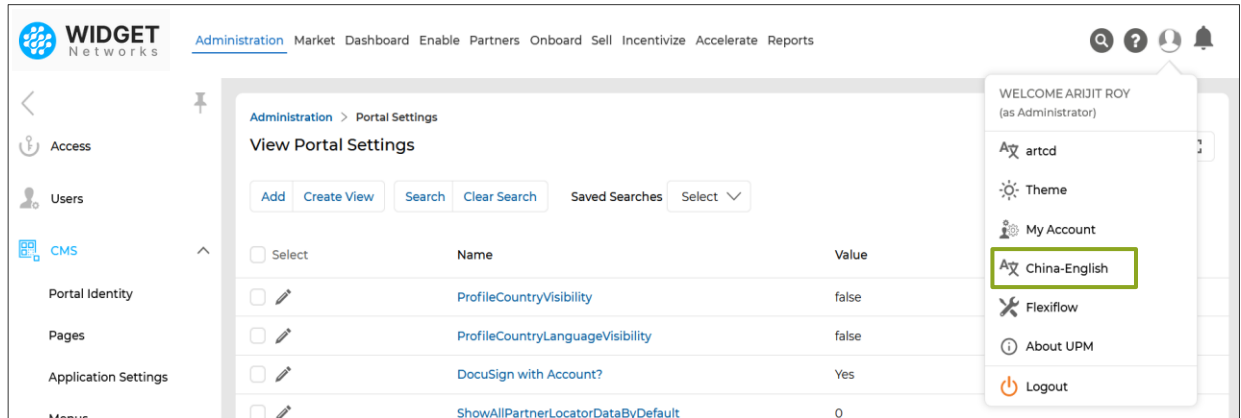 WIDGET
Networks
Administration Market Dashboard Enable Partners Onboard Sell Incentivize Accelerate Reports
WELCOME ARIJIT ROY
(as Administrator)
artcd
Theme
My Account
China-English
Flexiflow
About UPM
Logout
Access
Users
CMS
Portal Identity
Pages
Application Settings
Menus
Administration > Portal Settings
View Portal Settings
Add Create View Search Clear Search Saved Searches Select
Select Name Value
ProfileCountryVisibility false
ProfileCountryLanguageVisibility false
DocuSign with Account? Yes
ShowAllPartnerLocatorDataByDefault 0